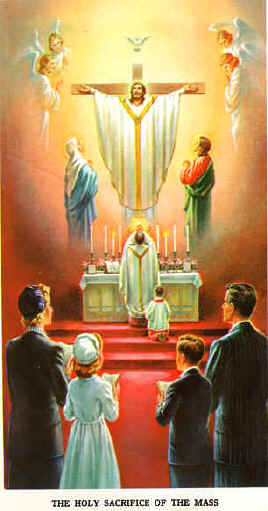 THE HOLY SACRIFICE OF THE MASS